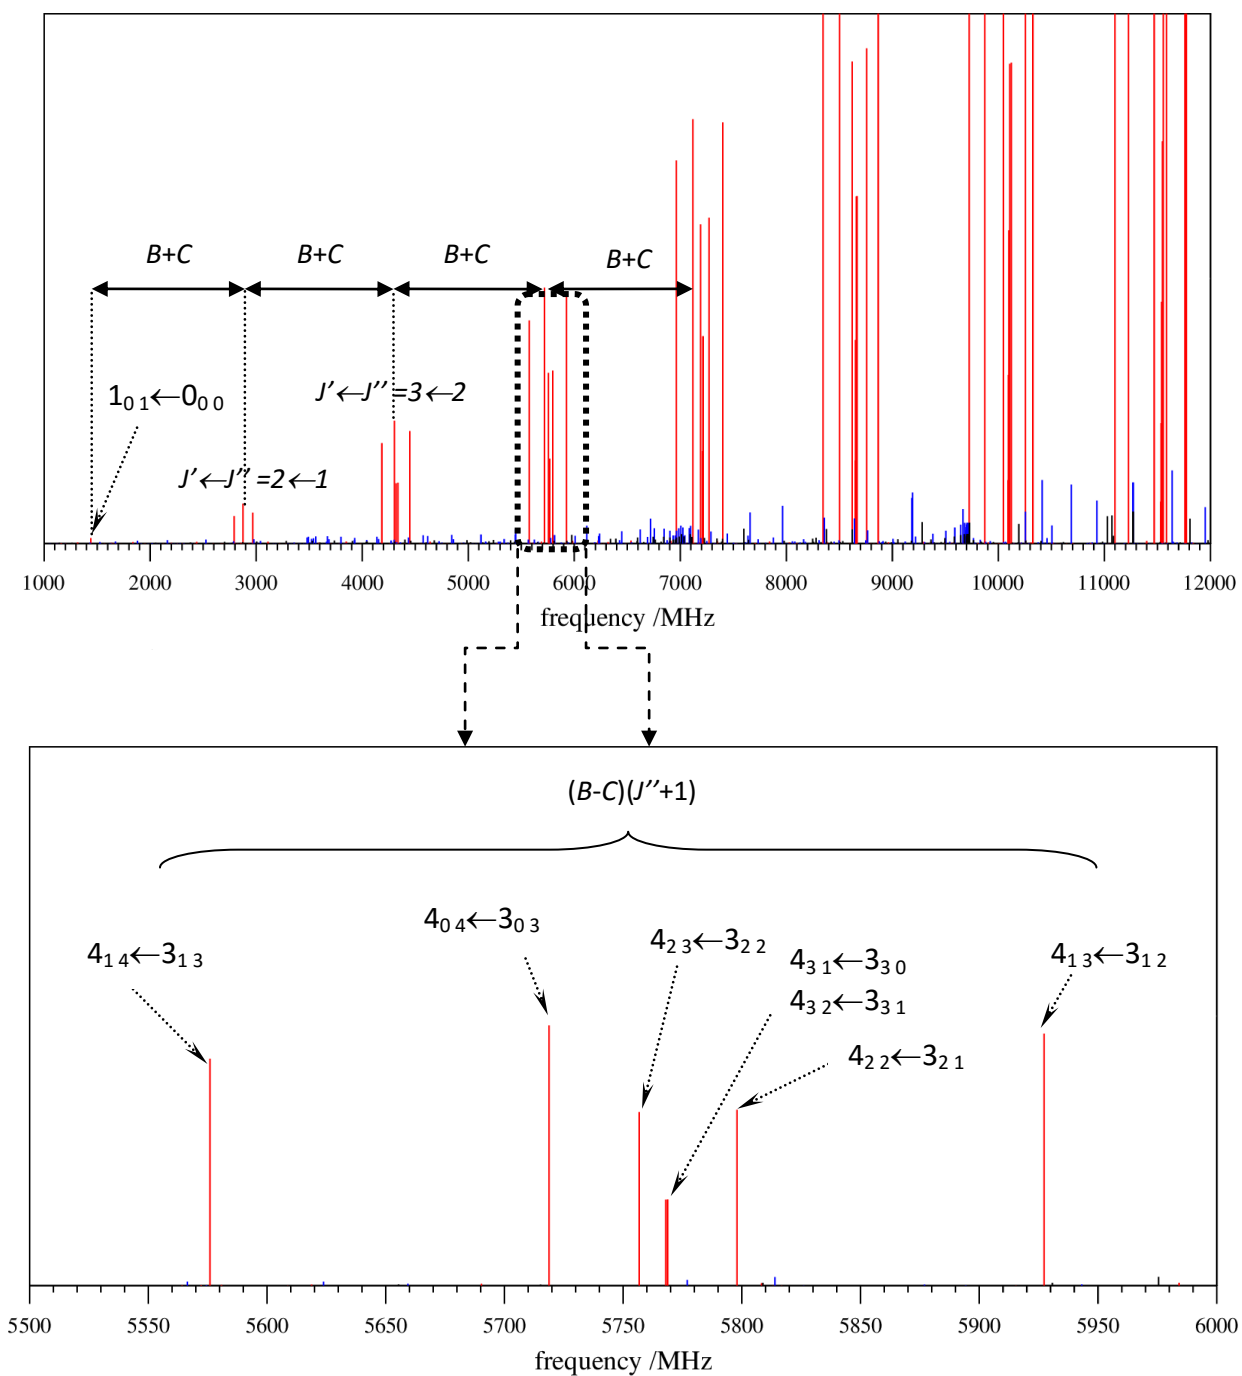 B+C B+C B+C B+C
1₀ ₁←0₀ ₀
J'←J''=3←2
J'←J''=2←1
1000 2000 3000 4000 5000 6000 7000 8000 9000 10000 11000 12000
frequency /MHz
(B-C)(J''+1)
4₁ ₄←3₁ ₃
4₀ ₄←3₀ ₃
4₂ ₃←3₂ ₂
4₃ ₁←3₃ ₀
4₃ ₂←3₃ ₁
4₂ ₂←3₂ ₁
4₁ ₃←3₁ ₂
5500 5550 5600 5650 5700 5750 5800 5850 5900 5950 6000
frequency /MHz